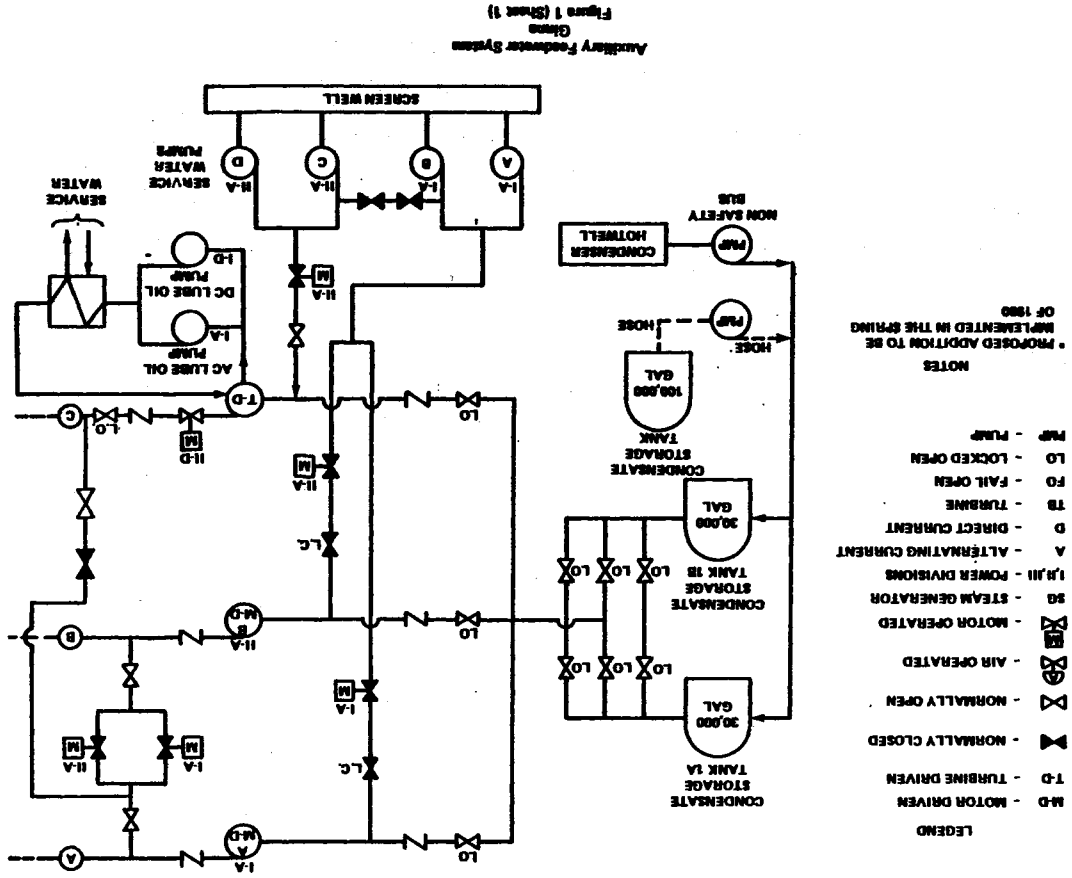 LEGEND
M-D - MOTOR DRIVEN
T-D - TURBINE DRIVEN
- NORMALLY CLOSED
- NORMALLY OPEN
- AIR OPERATED
M - MOTOR OPERATED
SG - STEAM GENERATOR
I,II,III - POWER DIVISIONS
A - ALTERNATING CURRENT
D - DIRECT CURRENT
TB - TURBINE
FO - FAIL OPEN
LO - LOCKED OPEN
PMP - PUMP
NOTES
* PROPOSED ADDITION TO BE
IMPLEMENTED IN THE SPRING
OF 1980
CONDENSATE
STORAGE
TANK 1A
30,000
GAL
LO
LO
LO
CONDENSATE
STORAGE
TANK 1B
30,000
GAL
LO
LO
LO
CONDENSATE
STORAGE
TANK
100,000
GAL
HOSE
HOSE
PMP
PMP
NON SAFETY
BUS
CONDENSER
HOTWELL
LO
L.C.
I-A
M
I-A
A
M-D
A
LO
L.C.
II-A
M
II-A
B
M-D
B
I-A
M
II-A
M
LO
T-D
II-D
M
L.O
C
AC LUBE OIL
PUMP
I-A
DC LUBE OIL
PUMP
I-D
SERVICE
WATER
II-A
M
I-A
A
I-A
B
II-A
C
II-A
D
SERVICE
WATER
PUMPS
SCREEN WELL
Auxiliary Feedwater System
Ginna
Figure 1 (Sheet 1)